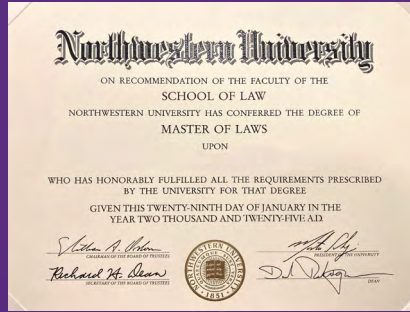 Northwestern University
ON RECOMMENDATION OF THE FACULTY OF THE
SCHOOL OF LAW
NORTHWESTERN UNIVERSITY HAS CONFERRED THE DEGREE OF
MASTER OF LAWS
UPON
WHO HAS HONORABLY FULFILLED ALL THE REQUIREMENTS PRESCRIBED
BY THE UNIVERSITY FOR THAT DEGREE
GIVEN THIS TWENTY-NINTH DAY OF JANUARY IN THE
YEAR TWO THOUSAND AND TWENTY-FIVE A.D.
CHAIRMAN OF THE BOARD OF TRUSTEES
PRESIDENT OF THE UNIVERSITY
Richard H. Dean
SECRETARY OF THE BOARD OF TRUSTEES
DEAN
NORTHWESTERN UNIVERSITY
1851